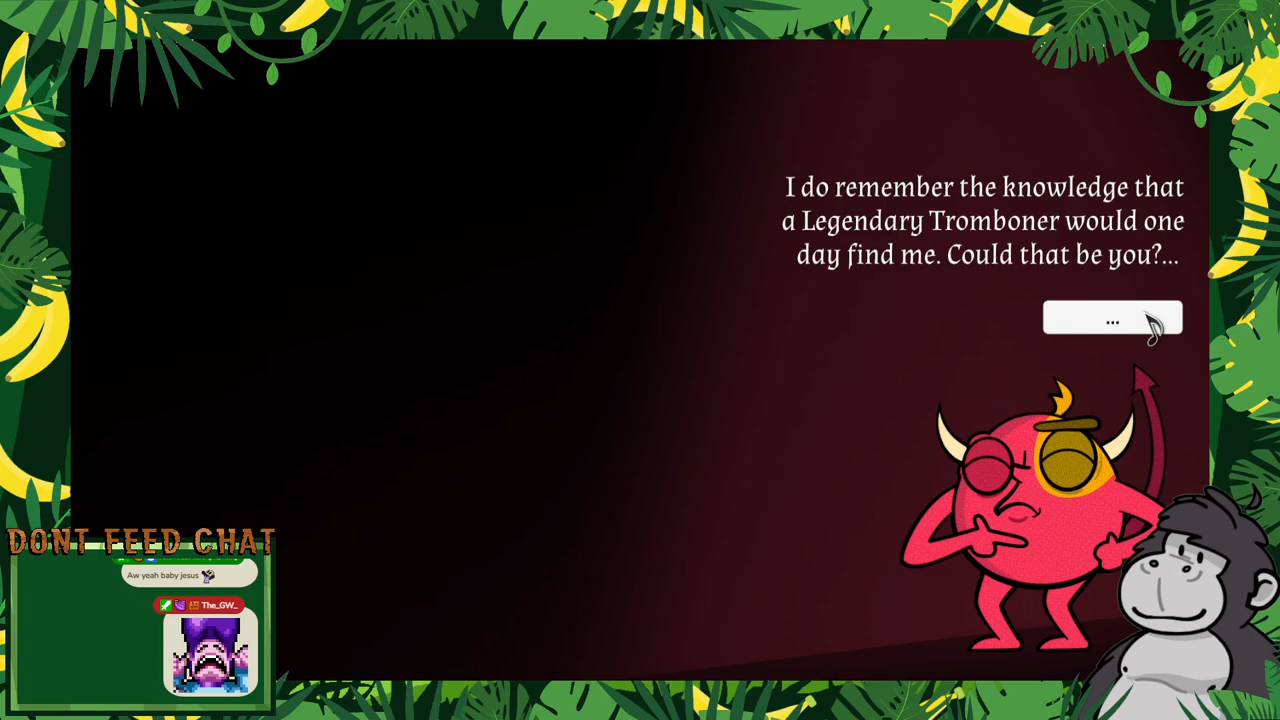 I do remember the knowledge that
a Legendary Tromboner would one
day find me. Could that be you?...
...
DONT FEED CHAT
Aw yeah baby jesus
The_GW_